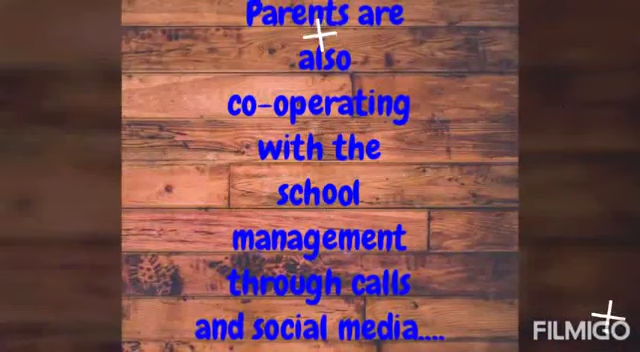 Parents are
also
co-operating
with the
school
management
through calls
and social media....
FILMIGO